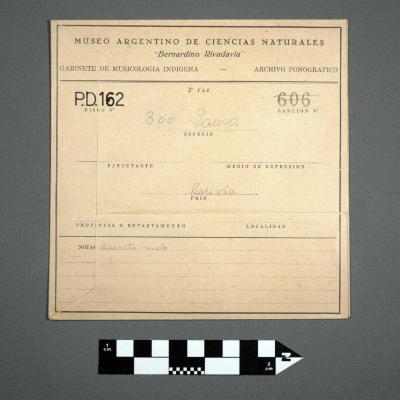 MUSEO ARGENTINO DE CIENCIAS NATURALES
"Bernardino Rivadavia"
GABINETE DE MUSICOLOGIA INDIGENA — ARCHIVO FONOGRAFICO
2ª FAZ
P.D.162 606
DISCO Nº CANCION Nº
300
ESPECIE
EJECUTANTE MEDIO DE EXPRESION
Bolivia
PAIS
PROVINCIA O DEPARTAMENTO LOCALIDAD
NOTAS
1 cm
N
2 cm